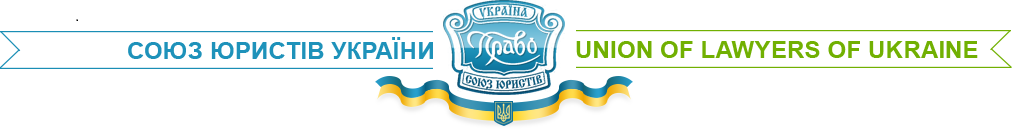 СОЮЗ ЮРИСТІВ УКРАЇНИ
УКРАЇНА
Право
СОЮЗ ЮРИСТІВ
UNION OF LAWYERS OF UKRAINE